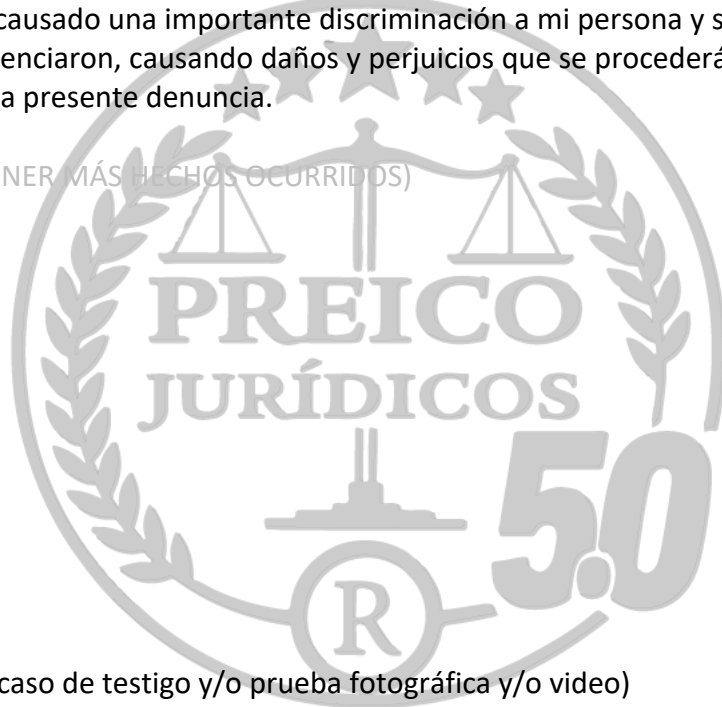 causado una importante discriminación a mi persona y s
enciaron, causando daños y perjuicios que se procederá
a presente denuncia.
NER MÁS HECHOS OCURRIDOS)
PREICO
JURÍDICOS
5.0
R
caso de testigo y/o prueba fotográfica y/o video)